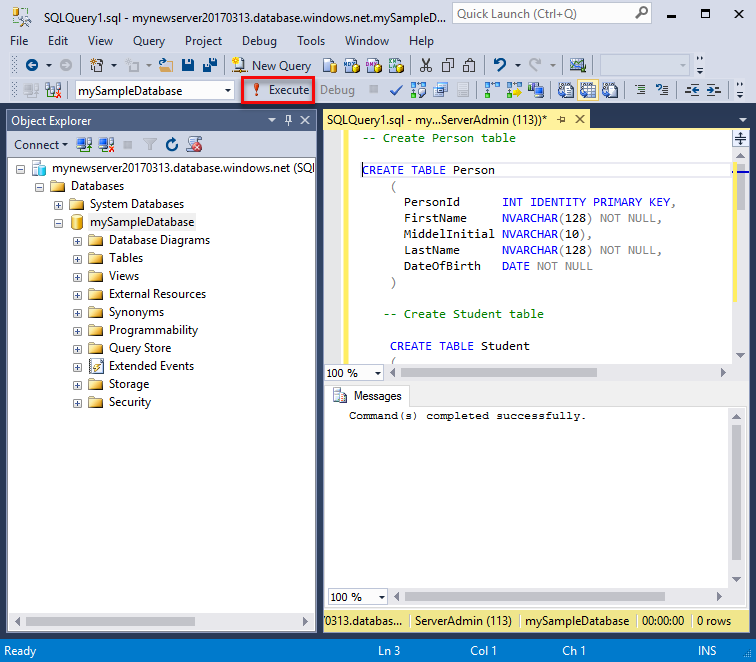 SQLQuery1.sql - mynewserver20170313.database.windows.net.mySampleD...
Quick Launch (Ctrl+Q)
File Edit View Query Project Debug Tools Window Help
New Query
MDX DMX
mySampleDatabase
! Execute Debug
Object Explorer
Connect
mynewserver20170313.database.windows.net (SQL
Databases
System Databases
mySampleDatabase
Database Diagrams
Tables
Views
External Resources
Synonyms
Programmability
Query Store
Extended Events
Storage
Security
SQLQuery1.sql - my...ServerAdmin (113))*
-- Create Person table
CREATE TABLE Person
(
PersonId INT IDENTITY PRIMARY KEY,
FirstName NVARCHAR(128) NOT NULL,
MiddelInitial NVARCHAR(10),
LastName NVARCHAR(128) NOT NULL,
DateOfBirth DATE NOT NULL
)
-- Create Student table
CREATE TABLE Student
(
100 %
Messages
Command(s) completed successfully.
100 %
70313.databas... ServerAdmin (113) mySampleDatabase 00:00:00 0 rows
Ready Ln 3 Col 1 Ch 1 INS